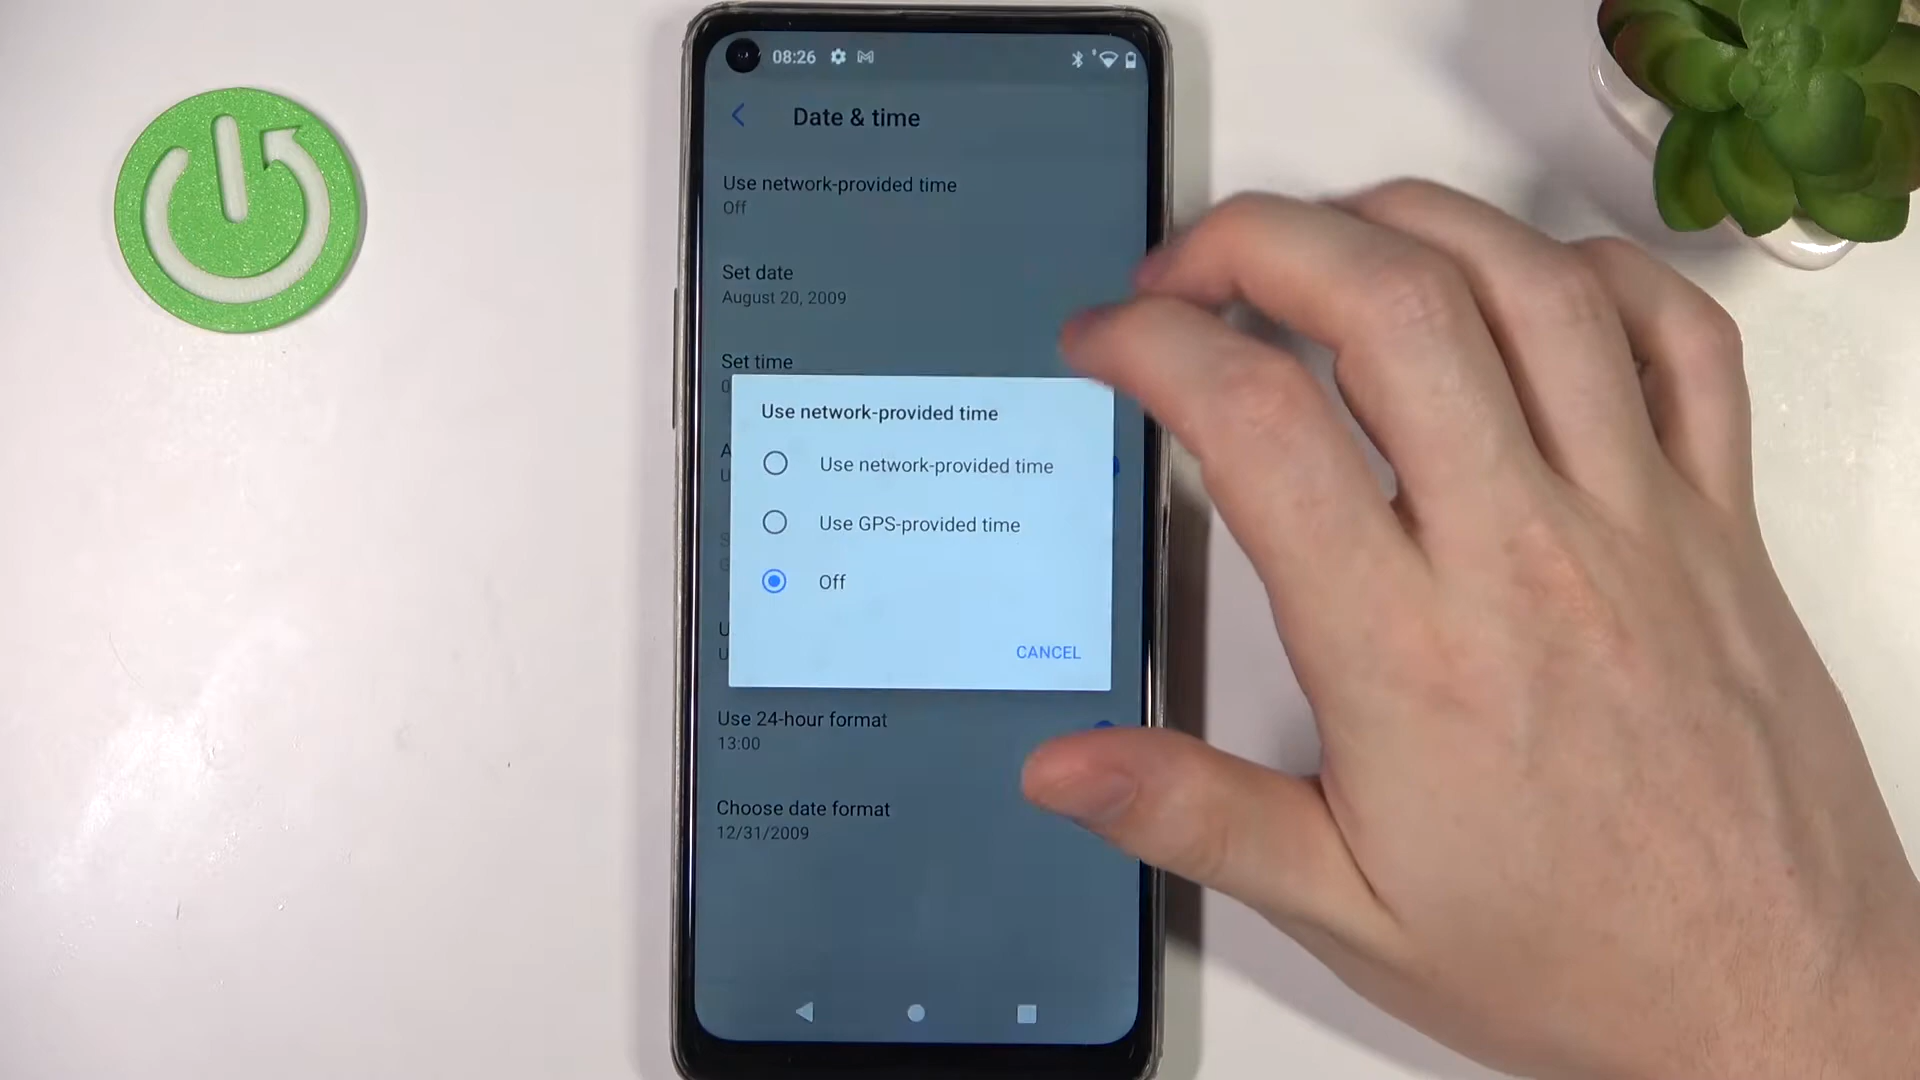 08:26
Date & time
Use network-provided time
Off
Set date
August 20, 2009
Set time
0
A
U
Use network-provided time
Use network-provided time
Use GPS-provided time
Off
CANCEL
S
G
U
U
Use 24-hour format
13:00
Choose date format
12/31/2009